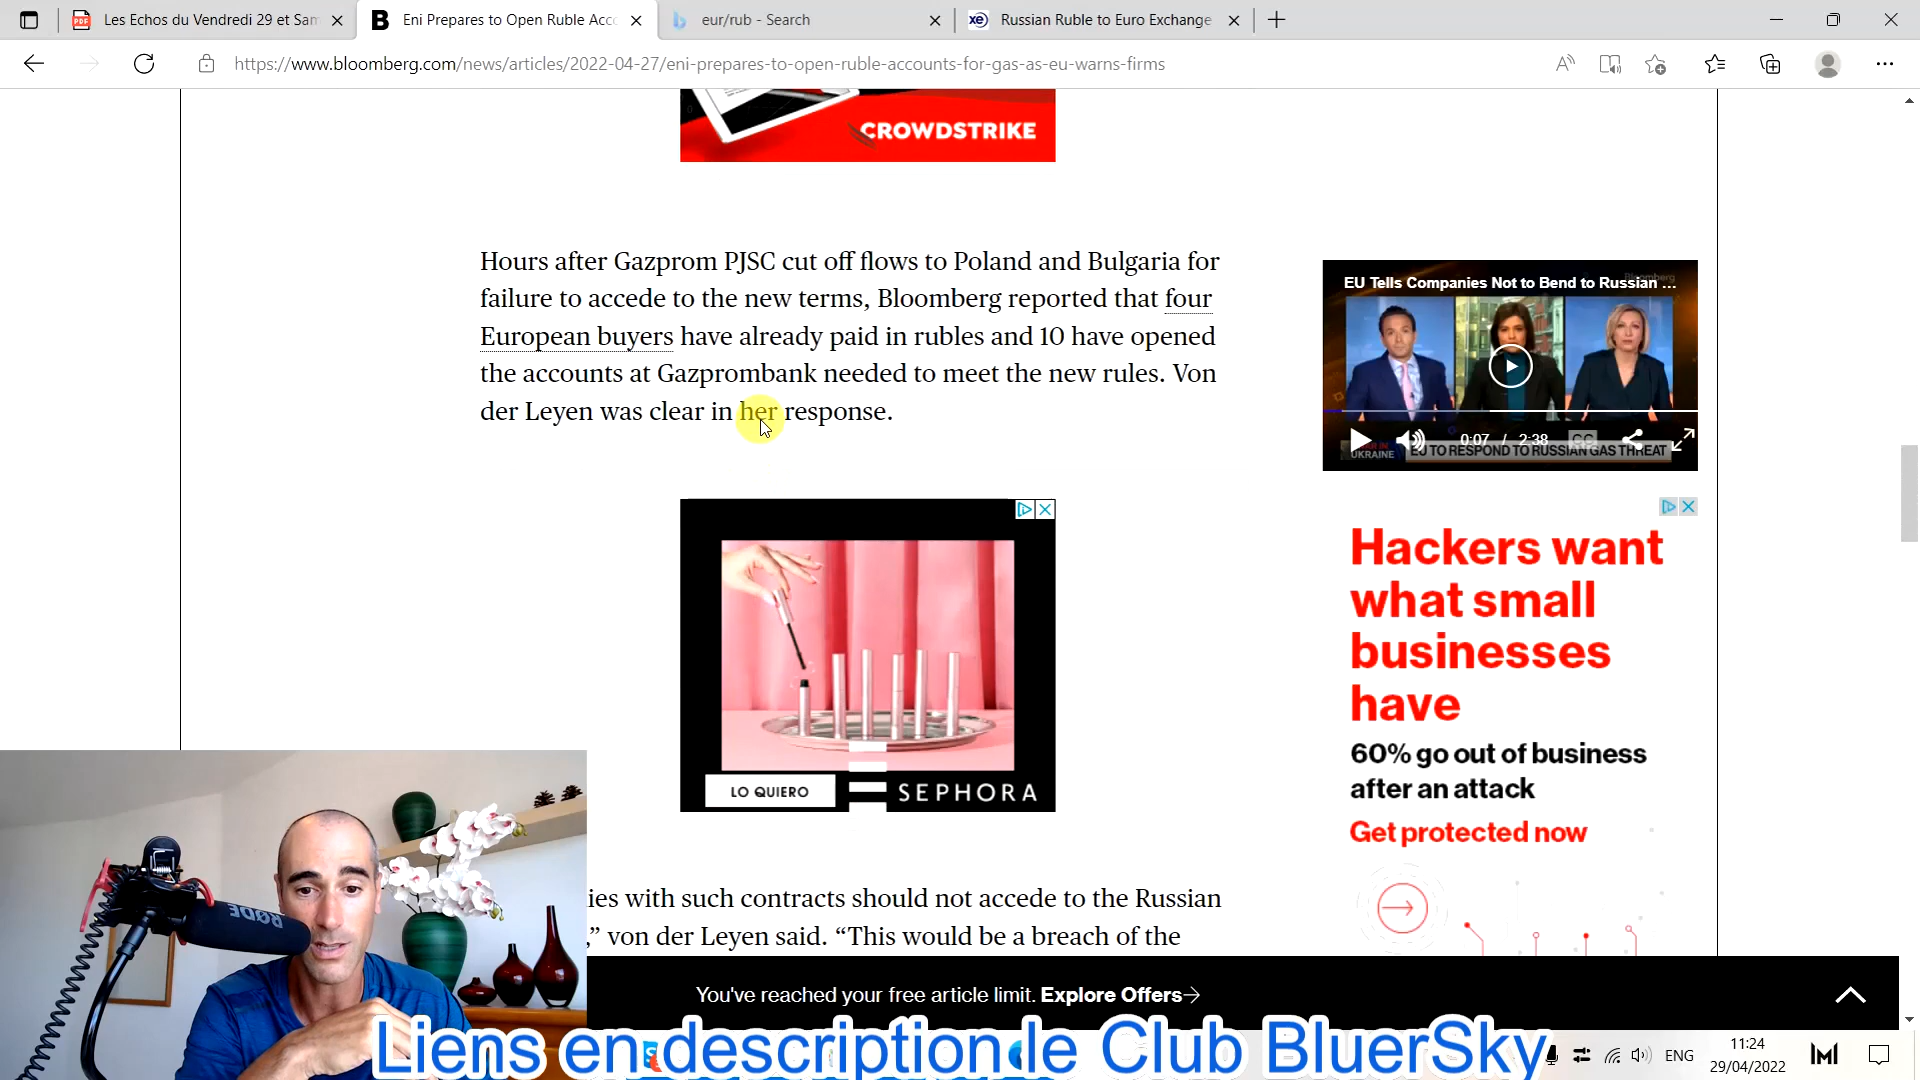 Les Echos du Vendredi 29 et Sam
Eni Prepares to Open Ruble Acc
eur/rub - Search
Russian Ruble to Euro Exchange
https://www.bloomberg.com/news/articles/2022-04-27/eni-prepares-to-open-ruble-accounts-for-gas-as-eu-warns-firms
CROWDSTRIKE
Hours after Gazprom PJSC cut off flows to Poland and Bulgaria for
failure to accede to the new terms, Bloomberg reported that four
European buyers have already paid in rubles and 10 have opened
the accounts at Gazprombank needed to meet the new rules. Von
der Leyen was clear in her response.
EU Tells Companies Not to Bend to Russian ...
Bloomberg
0:07 / 2:38
CC
UKRAINE
EU TO RESPOND TO RUSSIAN GAS THREAT
LO QUIERO
SEPHORA
Hackers want
what small
businesses
have
60% go out of business
after an attack
Get protected now
ies with such contracts should not accede to the Russian
,” von der Leyen said. “This would be a breach of the
RØDE
You've reached your free article limit. Explore Offers→
Liens en description le Club BluerSky
ENG
11:24
29/04/2022